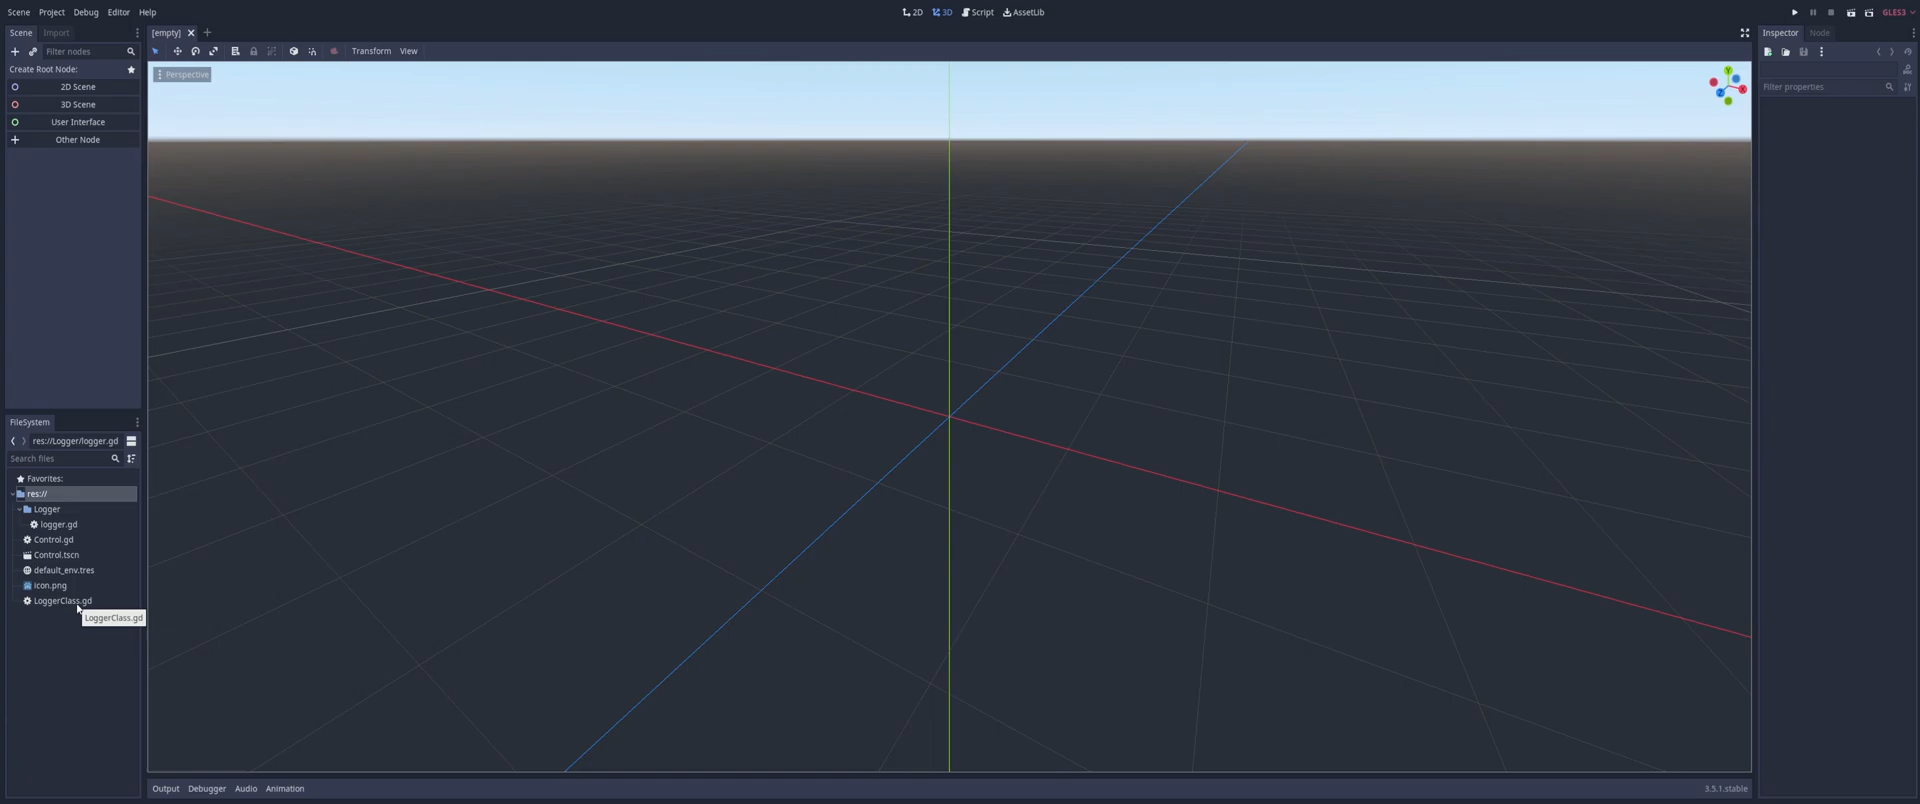 Scene Project Debug Editor Help
2D 3D Script AssetLib
GLES3
Scene Import
[empty]
Inspector Node
Filter nodes
Transform View
Create Root Node:
Perspective
2D Scene
3D Scene
User Interface
Other Node
Y
X
Z
Filter properties
FileSystem
res://Logger/logger.gd
Search files
Favorites:
res://
Logger
logger.gd
Control.gd
Control.tscn
default_env.tres
icon.png
LoggerClass.gd
LoggerClass.gd
Output Debugger Audio Animation
3.5.1.stable